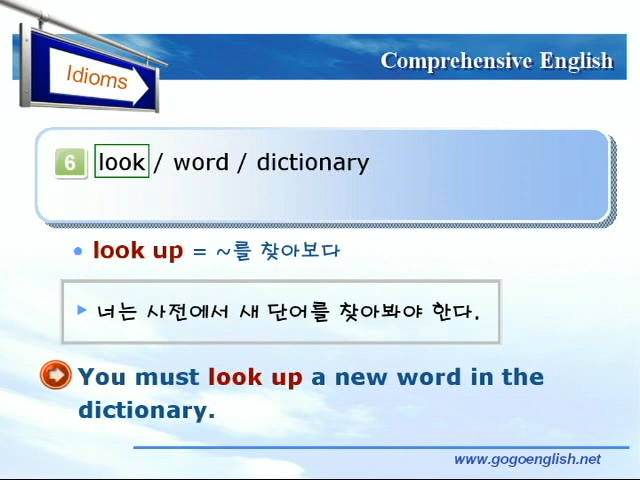 Idioms
Comprehensive English
6 look / word / dictionary
look up = ~를 찾아보다
너는 사전에서 새 단어를 찾아봐야 한다.
You must look up a new word in the
dictionary.
www.gogoenglish.net